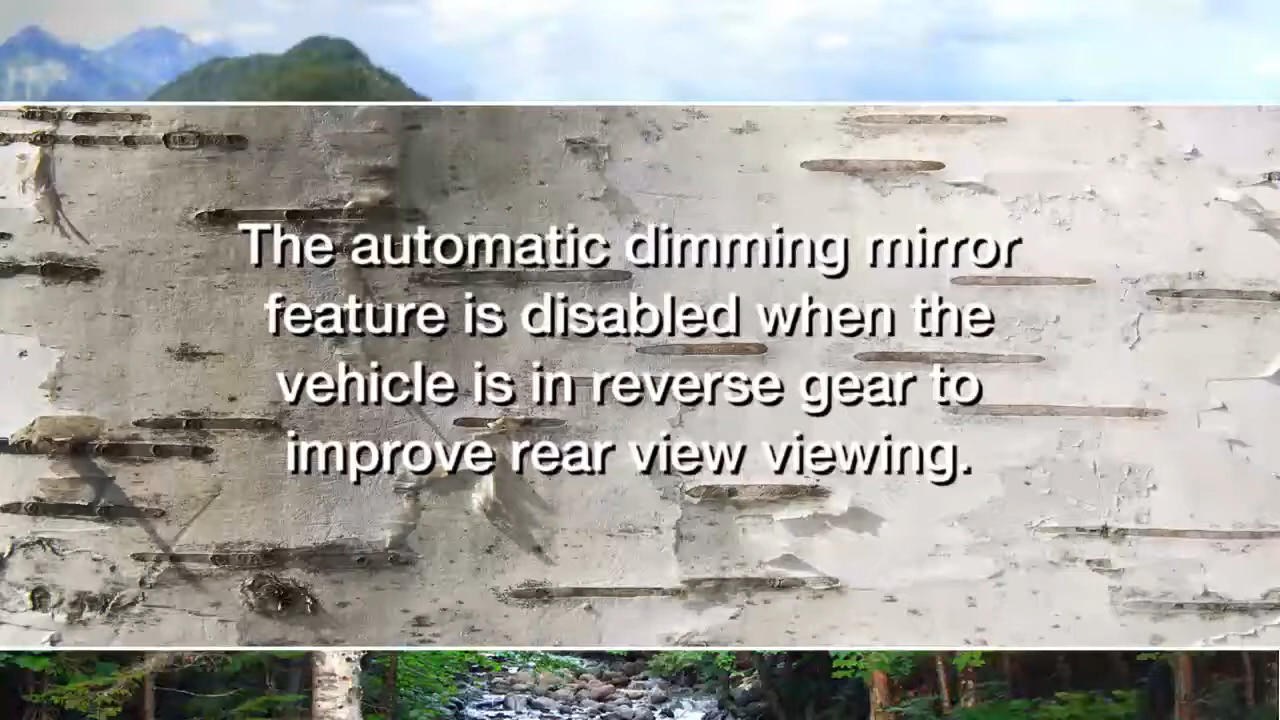 The automatic dimming mirror
feature is disabled when the
vehicle is in reverse gear to
improve rear view viewing.